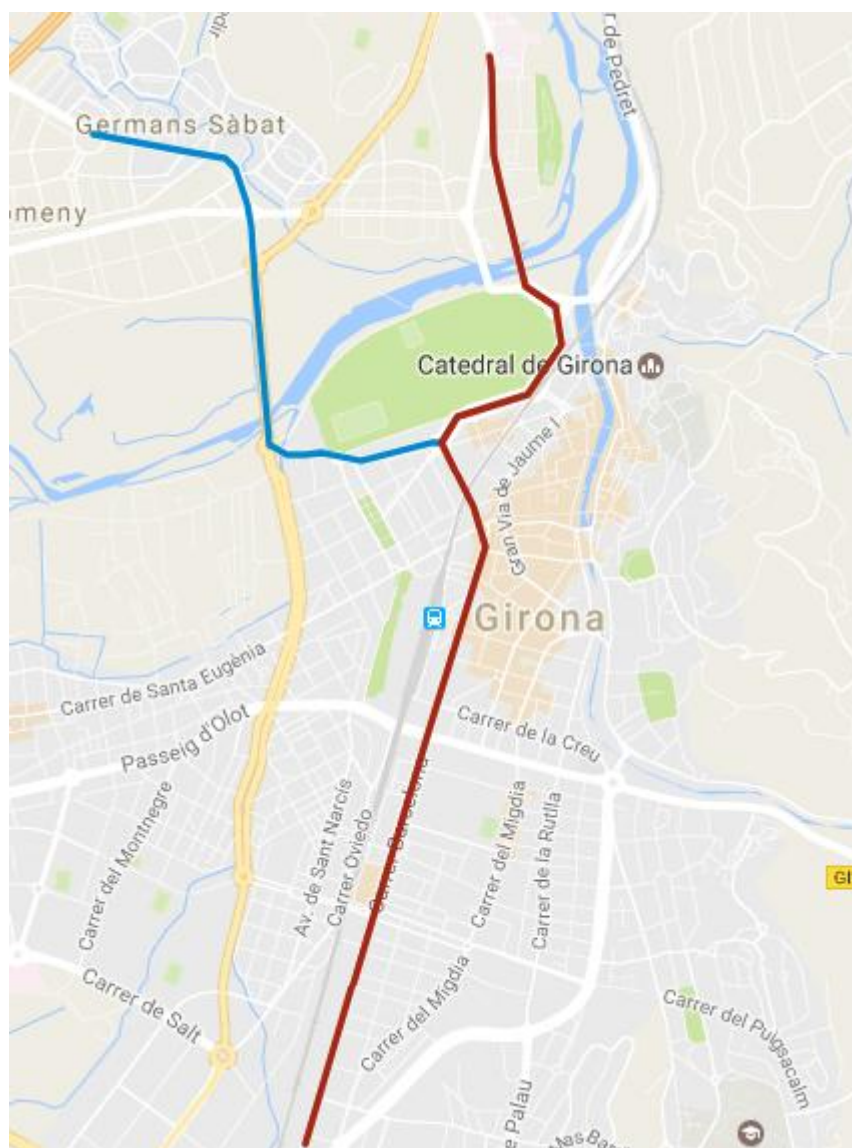 r de Pedret
Germans Sàbat
omeny
Catedral de Girona
Gran Via de Jaume I
Girona
Carrer de Santa Eugènia
Passeig d'Olot
Carrer de la Creu
Carrer del Montnegre
Av. de Sant Narcís
Carrer Oviedo
Carrer Barcelona
Carrer del Migdia
Carrer de la Rutlla
GI
Carrer de Salt
Carrer del Migdia
Carrer del Puigsacalm
e Palau